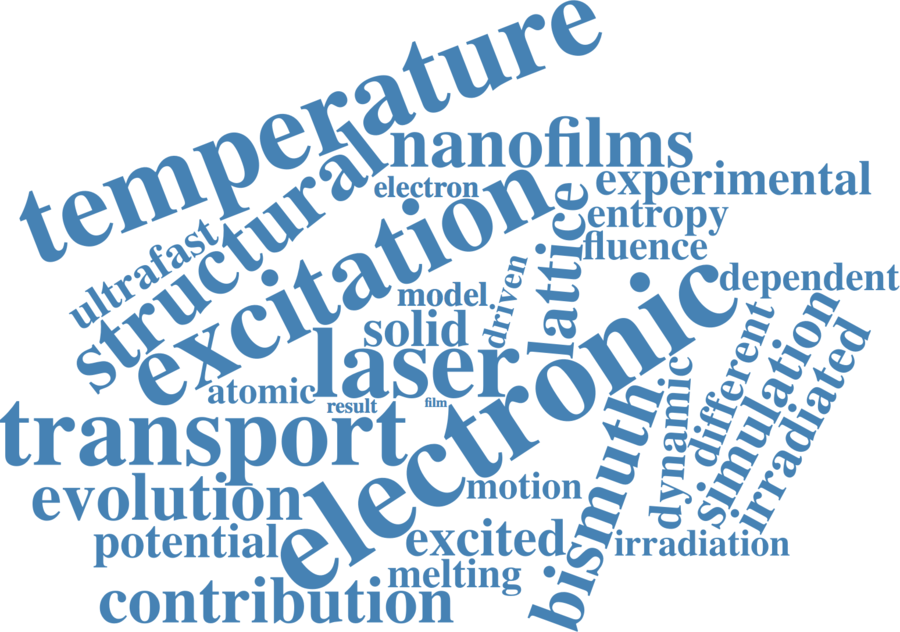 temperature
nanofilms
structural
electron
experimental
ultrafast
excitation
entropy
lattice
fluence
driven
dependent
model
solid
electronic
laser
atomic
result
film
different
simulation
irradiated
dynamic
bismuth
transport
evolution
motion
potential
excited
irradiation
melting
contribution